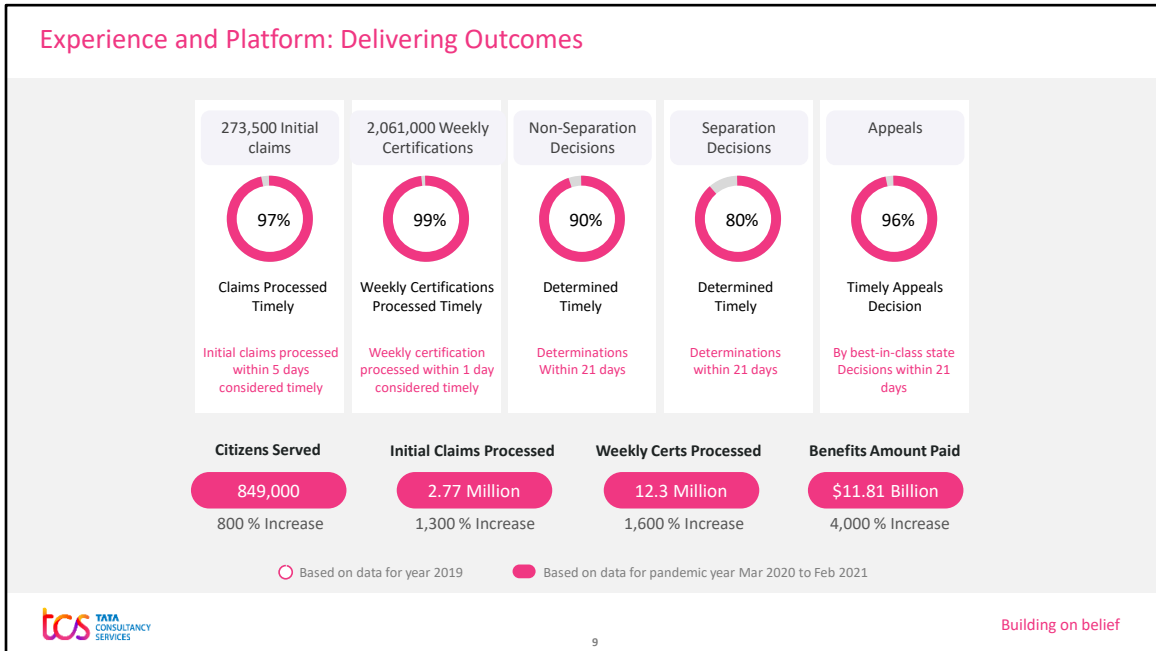 Experience and Platform: Delivering Outcomes
273,500 Initial
claims
97%
Claims Processed
Timely
Initial claims processed
within 5 days
considered timely
2,061,000 Weekly
Certifications
99%
Weekly Certifications
Processed Timely
Weekly certification
processed within 1 day
considered timely
Non-Separation
Decisions
90%
Determined
Timely
Determinations
Within 21 days
Separation
Decisions
80%
Determined
Timely
Determinations
within 21 days
Appeals
96%
Timely Appeals
Decision
By best-in-class state
Decisions within 21
days
Citizens Served
849,000
800 % Increase
Initial Claims Processed
2.77 Million
1,300 % Increase
Weekly Certs Processed
12.3 Million
1,600 % Increase
Benefits Amount Paid
$11.81 Billion
4,000 % Increase
Based on data for year 2019
Based on data for pandemic year Mar 2020 to Feb 2021
tcs
TATA
CONSULTANCY
SERVICES
9
Building on belief